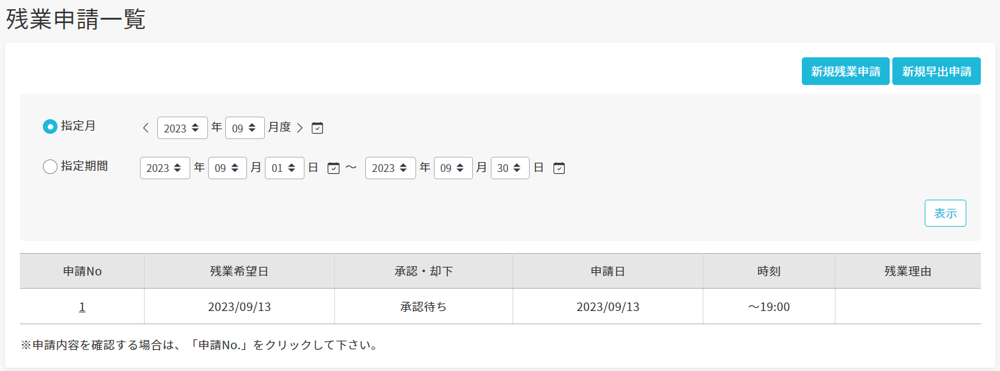 残業申請一覧
新規残業申請 新規早出申請
指定月 2023 年 09 月度
指定期間 2023 年 09 月 01 日 ～ 2023 年 09 月 30 日
表示
申請No 残業希望日 承認・却下 申請日 時刻 残業理由
1 2023/09/13 承認待ち 2023/09/13 ～19:00
※申請内容を確認する場合は、「申請No.」をクリックして下さい。